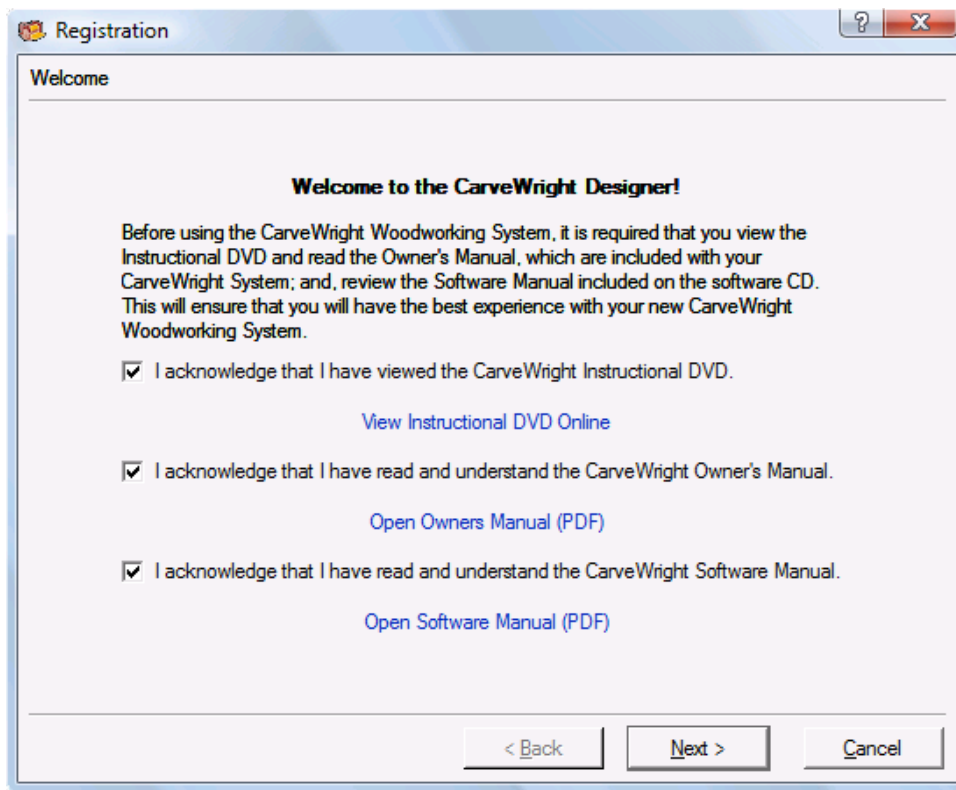 Registration
?
X
Welcome
Welcome to the CarveWright Designer!
Before using the CarveWright Woodworking System, it is required that you view the
Instructional DVD and read the Owner's Manual, which are included with your
CarveWright System; and, review the Software Manual included on the software CD.
This will ensure that you will have the best experience with your new CarveWright
Woodworking System.
I acknowledge that I have viewed the CarveWright Instructional DVD.
View Instructional DVD Online
I acknowledge that I have read and understand the CarveWright Owner's Manual.
Open Owners Manual (PDF)
I acknowledge that I have read and understand the CarveWright Software Manual.
Open Software Manual (PDF)
< Back Next > Cancel